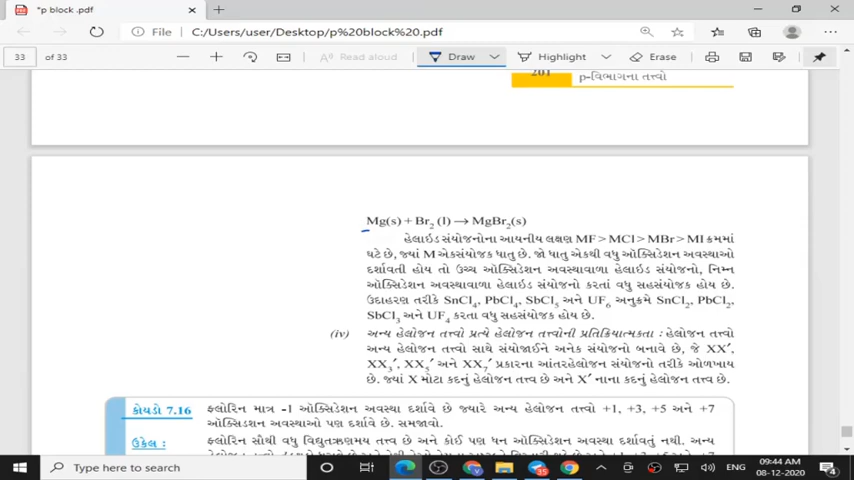 *p block .pdf
File C:/Users/user/Desktop/p%20block%20.pdf
33 of 33 Read aloud Draw Highlight Erase
201 p-વિભાગના તત્ત્વો
Mg(s) + Br₂ (l) → MgBr₂(s)
હેલાઇડ સંયોજનોના આયનીય લક્ષણ MF > MCl > MBr > MI ક્રમમાં
ઘટે છે, જ્યાં M એકસંયોજક ધાતુ છે. જો ધાતુ એકથી વધુ ઑક્સિડેશન અવસ્થાઓ
દર્શાવતી હોય તો ઉચ્ચ ઑક્સિડેશન અવસ્થાવાળા હેલાઇડ સંયોજનો, નિમ્ન
ઑક્સિડેશન અવસ્થાવાળા હેલાઇડ સંયોજનો કરતાં વધુ સહસંયોજક હોય છે.
ઉદાહરણ તરીકે SnCl₄, PbCl₄, SbCl₅ અને UF₆ અનુક્રમે SnCl₂, PbCl₂,
SbCl₃ અને UF₄ કરતા વધુ સહસંયોજક હોય છે.
(iv) અન્ય હેલોજન તત્ત્વો પ્રત્યે હેલોજન તત્ત્વોની પ્રતિક્રિયાત્મકતા : હેલોજન તત્ત્વો
અન્ય હેલોજન તત્ત્વો સાથે સંયોજાઈને અનેક સંયોજનો બનાવે છે, જે XX′,
XX₃′, XX₅′ અને XX₇′ પ્રકારના આંતરહેલોજન સંયોજનો તરીકે ઓળખાય
છે. જ્યાં X મોટા કદનું હેલોજન તત્ત્વ છે અને X′ નાના કદનું હેલોજન તત્ત્વ છે.
કોયડો 7.16 ફ્લોરિન માત્ર -1 ઑક્સિડેશન અવસ્થા દર્શાવે છે જ્યારે અન્ય હેલોજન તત્ત્વો +1, +3, +5 અને +7
ઑક્સિડેશન અવસ્થાઓ પણ દર્શાવે છે. સમજાવો.
ઉકેલ : ફ્લોરિન સૌથી વધુ વિદ્યુતઋણમય તત્ત્વ છે અને કોઈ પણ ધન ઑક્સિડેશન અવસ્થા દર્શાવતું નથી. અન્ય
Type here to search
35
ENG
09:44 AM
08-12-2020